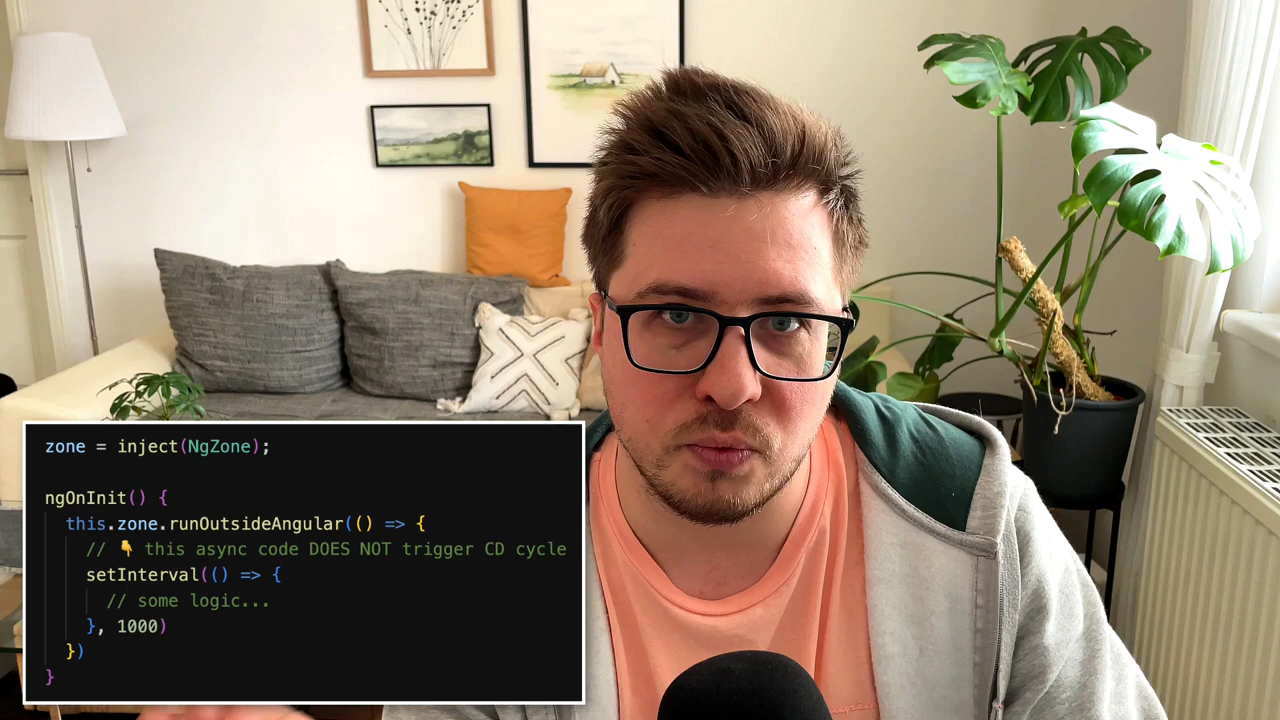 zone = inject(NgZone);
ngOnInit() {
this.zone.runOutsideAngular(() => {
// 👇 this async code DOES NOT trigger CD cycle
setInterval(() => {
// some logic...
}, 1000)
})
}